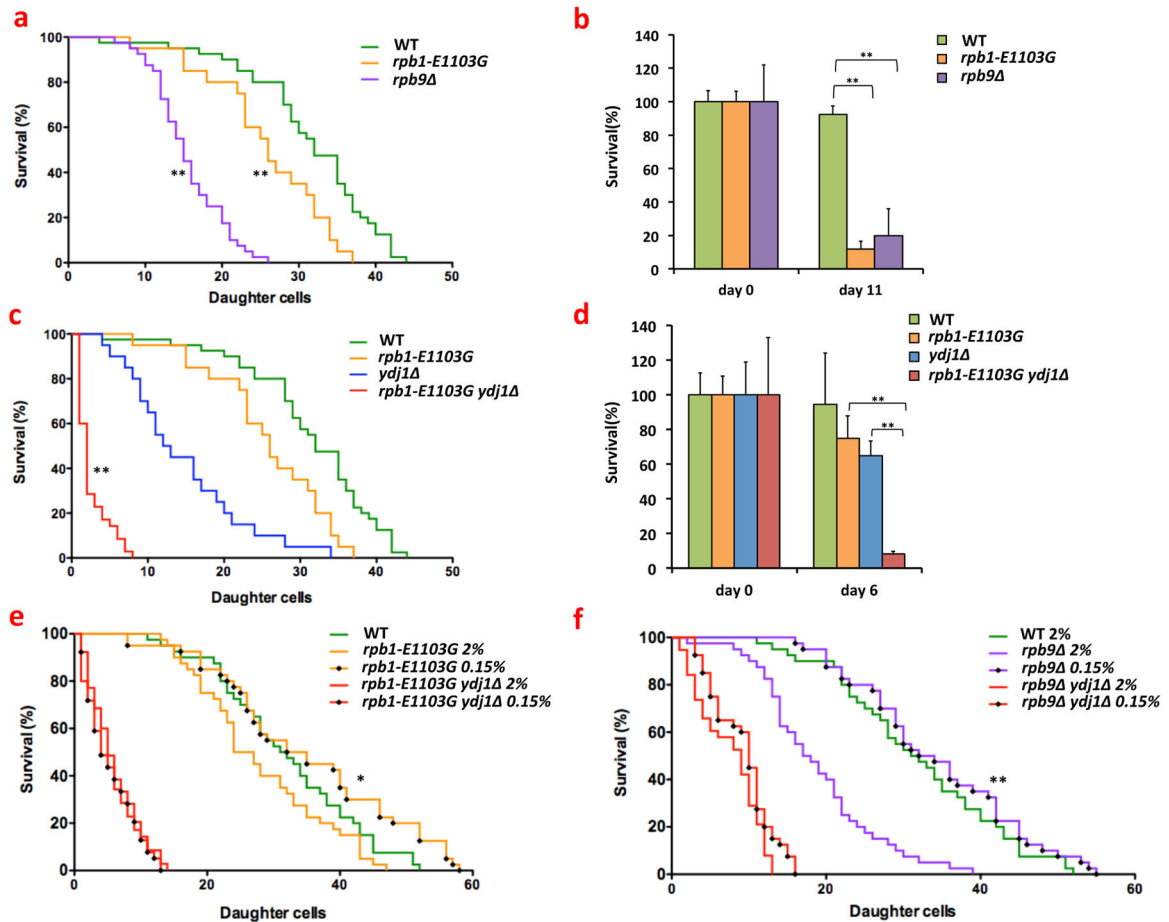 a
100
80
60
40
20
0
Survival (%)
0 10 20 30 40 50
Daughter cells
WT
rpb1-E1103G
rpb9Δ
**
**
b
140
120
100
80
60
40
20
0
Survival(%)
WT
rpb1-E1103G
rpb9Δ
**
**
day 0
day 11
c
100
80
60
40
20
0
Survival (%)
0 10 20 30 40 50
Daughter cells
WT
rpb1-E1103G
ydj1Δ
rpb1-E1103G ydj1Δ
**
d
140
120
100
80
60
40
20
0
Survival(%)
WT
rpb1-E1103G
ydj1Δ
rpb1-E1103G ydj1Δ
**
**
day 0
day 6
e
100
80
60
40
20
0
Survival (%)
0 20 40 60
Daughter cells
WT
rpb1-E1103G 2%
rpb1-E1103G 0.15%
rpb1-E1103G ydj1Δ 2%
rpb1-E1103G ydj1Δ 0.15%
*
f
100
80
60
40
20
0
Survival (%)
0 20 40 60
Daughter cells
WT 2%
rpb9Δ 2%
rpb9Δ 0.15%
rpb9Δ ydj1Δ 2%
rpb9Δ ydj1Δ 0.15%
**